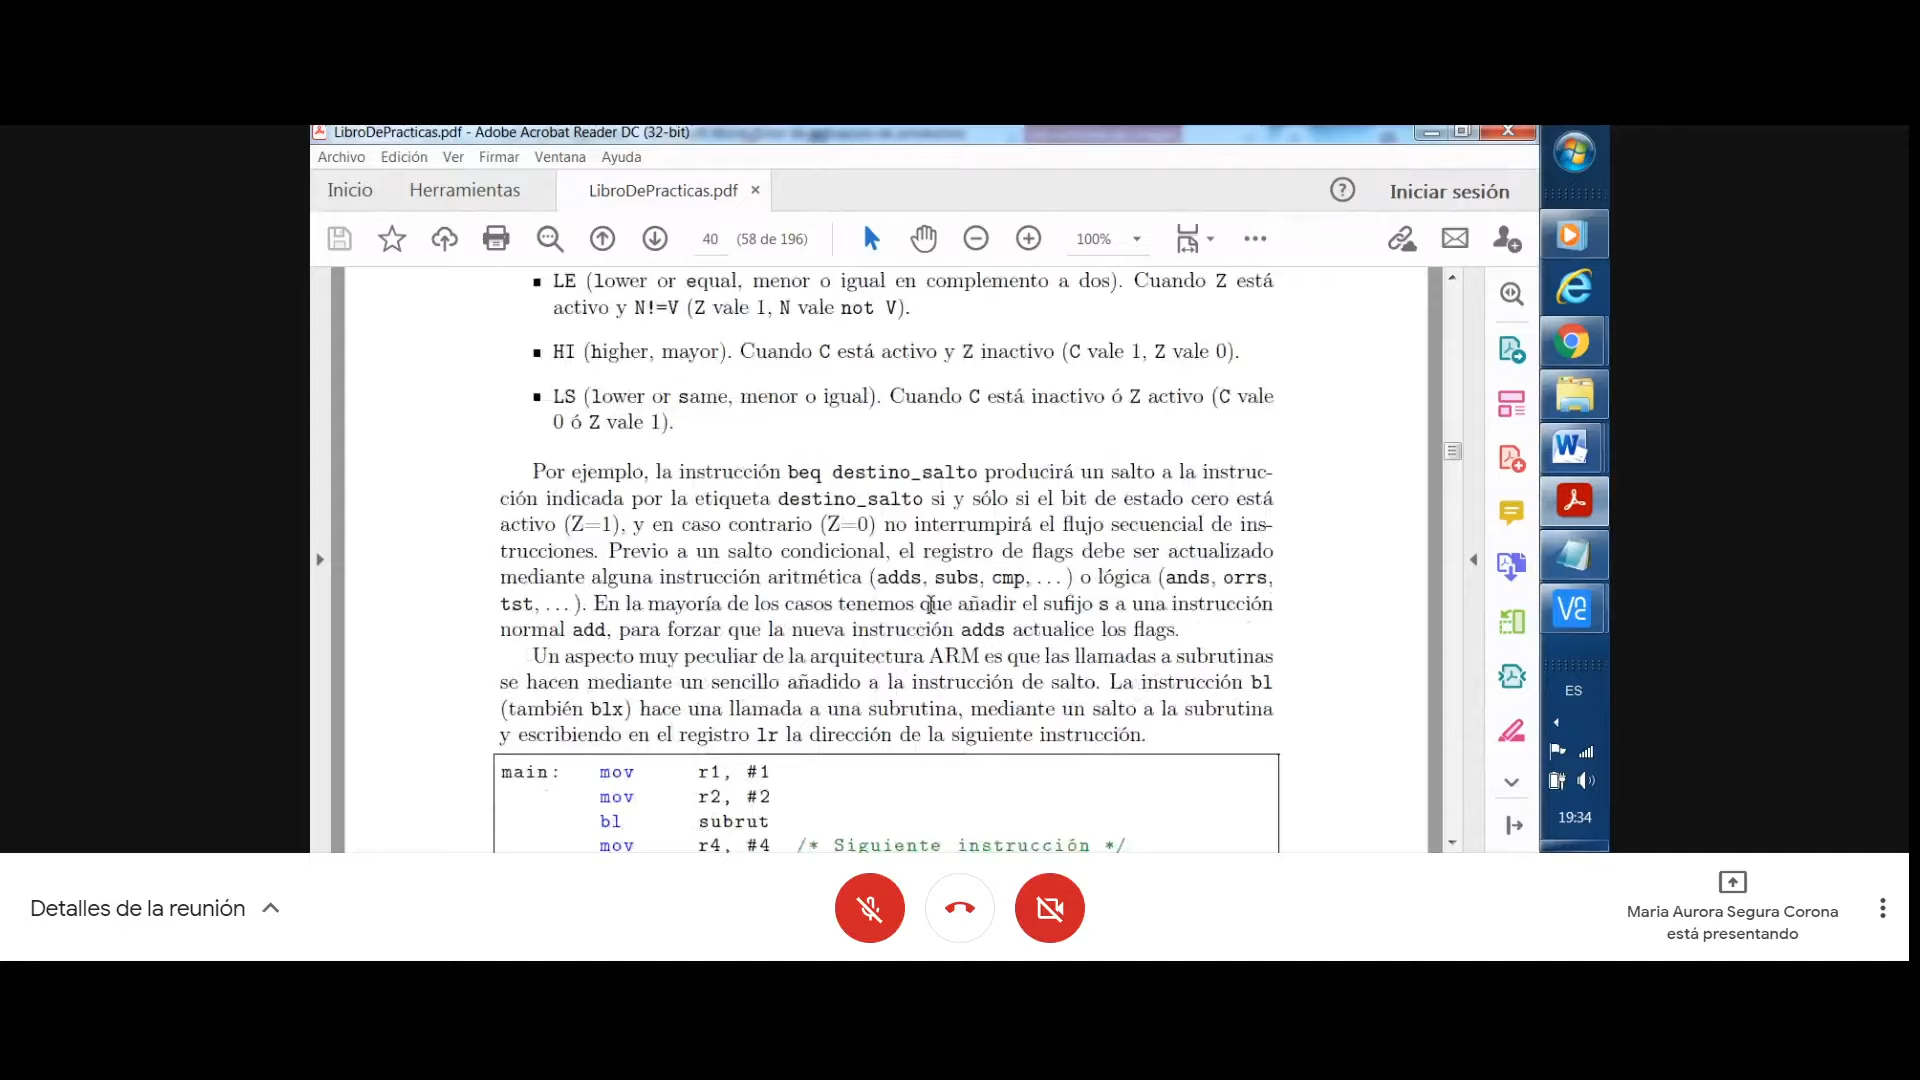 LibroDePracticas.pdf - Adobe Acrobat Reader DC (32-bit)
Archivo Edición Ver Firmar Ventana Ayuda
Inicio Herramientas LibroDePracticas.pdf × ? Iniciar sesión
40 (58 de 196) 100%
▪ LE (lower or equal, menor o igual en complemento a dos). Cuando Z está
activo y N!=V (Z vale 1, N vale not V).
▪ HI (higher, mayor). Cuando C está activo y Z inactivo (C vale 1, Z vale 0).
▪ LS (lower or same, menor o igual). Cuando C está inactivo ó Z activo (C vale
0 ó Z vale 1).
Por ejemplo, la instrucción beq destino_salto producirá un salto a la instruc-
ción indicada por la etiqueta destino_salto si y sólo si el bit de estado cero está
activo (Z=1), y en caso contrario (Z=0) no interrumpirá el flujo secuencial de ins-
trucciones. Previo a un salto condicional, el registro de flags debe ser actualizado
mediante alguna instrucción aritmética (adds, subs, cmp, ...) o lógica (ands, orrs,
tst, ...). En la mayoría de los casos tenemos que añadir el sufijo s a una instrucción
normal add, para forzar que la nueva instrucción adds actualice los flags.
Un aspecto muy peculiar de la arquitectura ARM es que las llamadas a subrutinas
se hacen mediante un sencillo añadido a la instrucción de salto. La instrucción bl
(también blx) hace una llamada a una subrutina, mediante un salto a la subrutina
y escribiendo en el registro lr la dirección de la siguiente instrucción.
main: mov r1, #1
mov r2, #2
bl subrut
mov r4, #4 /* Siguiente instrucción */
ES
19:34
Detalles de la reunión
Maria Aurora Segura Corona
está presentando